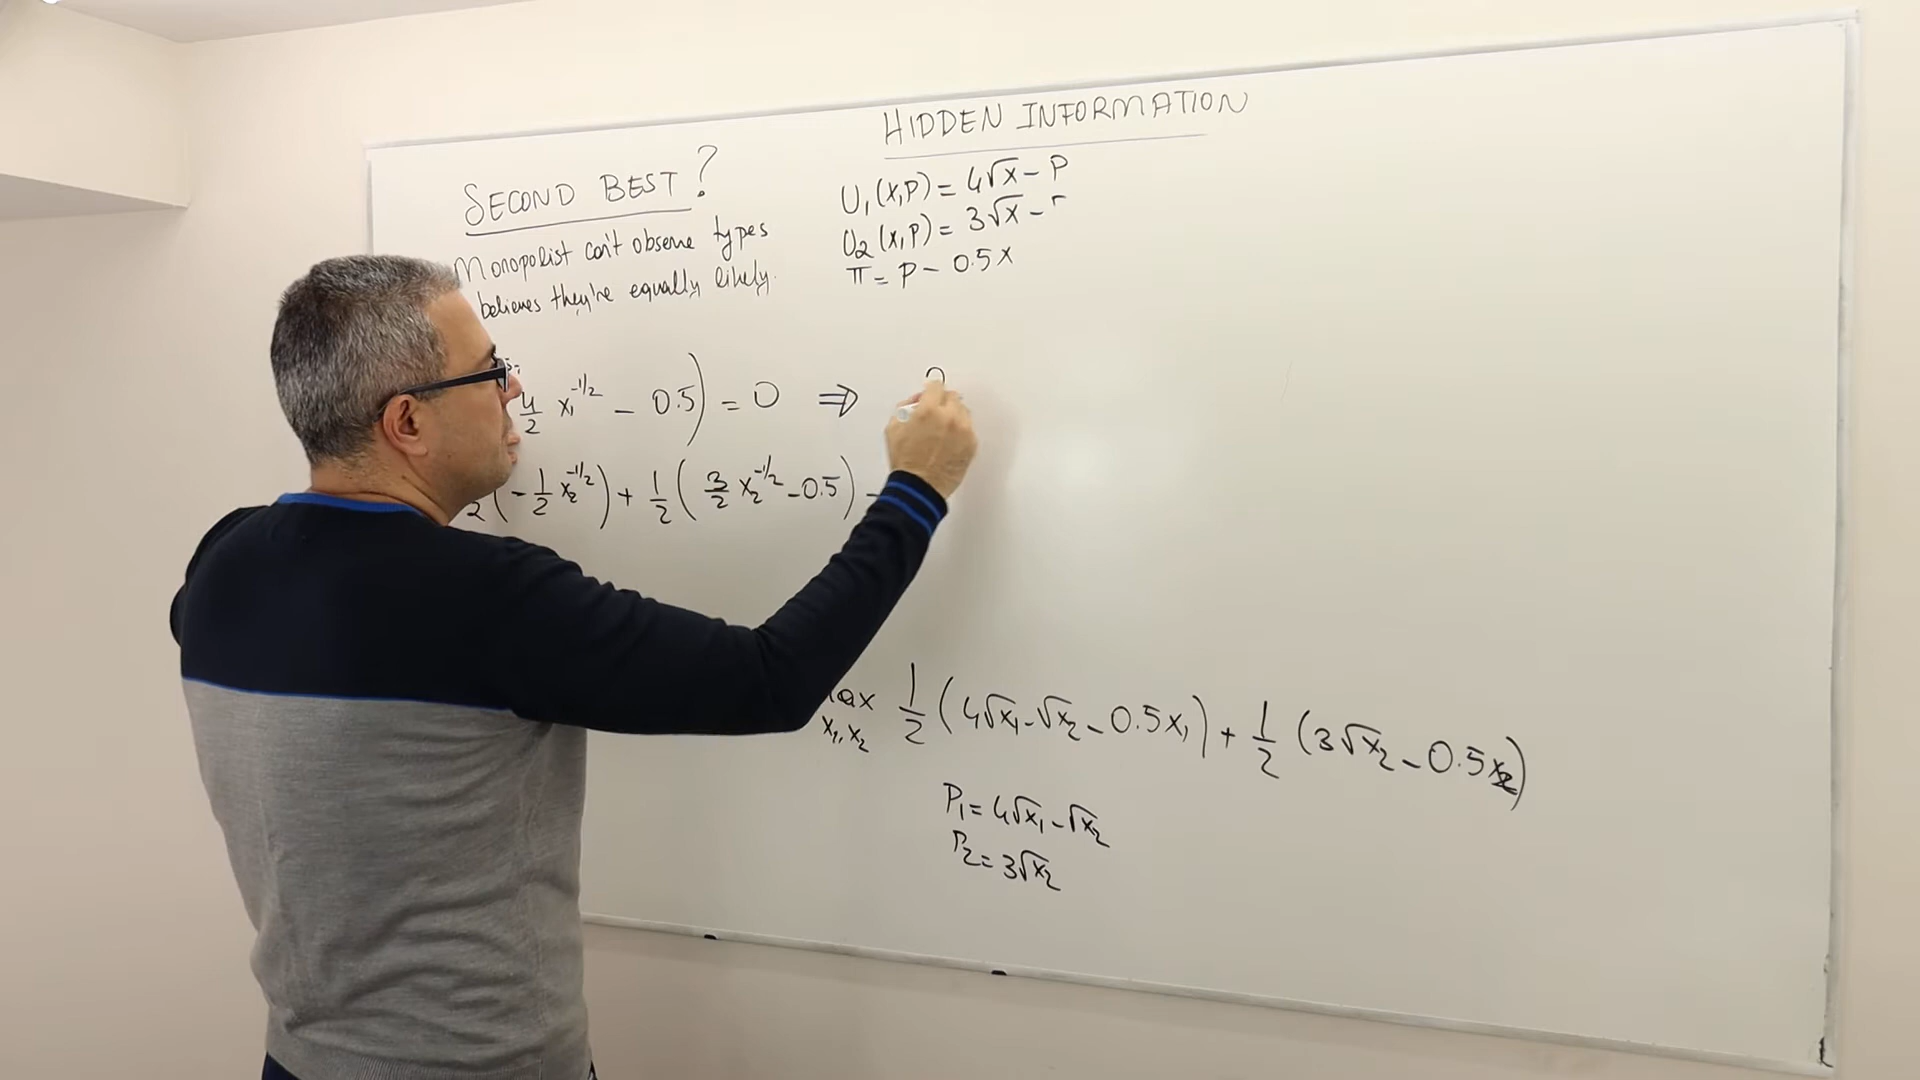 HIDDEN INFORMATION
SECOND BEST?
Monopolist can't observe types
believes they're equally likely.
U₁(x,p) = 4√x - P
U₂(x,p) = 3√x -
π = p - 0.5x
4/2 x₁^-1/2 - 0.5) = 0 ⇒
2 (-1/2 x₂^-1/2) + 1/2 (3/2 x₂^-1/2 - 0.5)
x₁, x₂ 1/2 (4√x₁ - √x₂ - 0.5x₁) + 1/2 (3√x₂ - 0.5x₂)
P₁ = 4√x₁ - √x₂
P₂ = 3√x₂